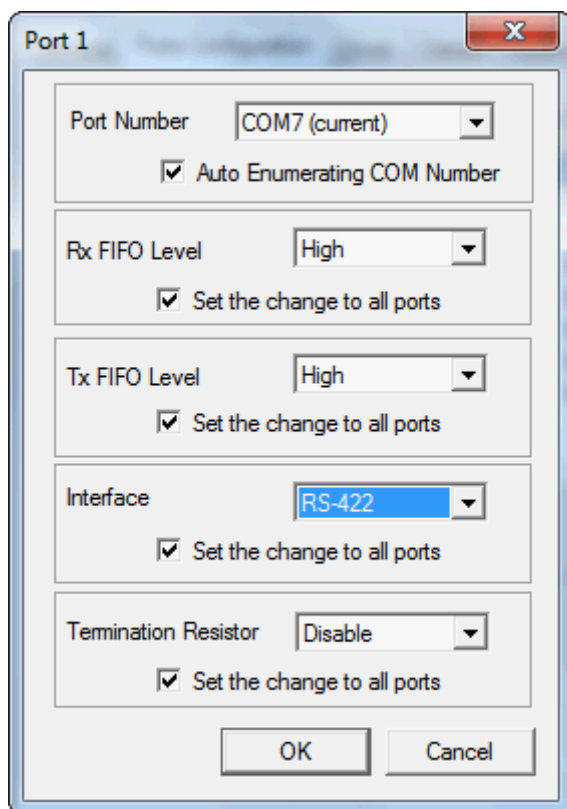 Port 1
Port Number COM7 (current)
Auto Enumerating COM Number
Rx FIFO Level High
Set the change to all ports
Tx FIFO Level High
Set the change to all ports
Interface RS-422
Set the change to all ports
Termination Resistor Disable
Set the change to all ports
OK Cancel